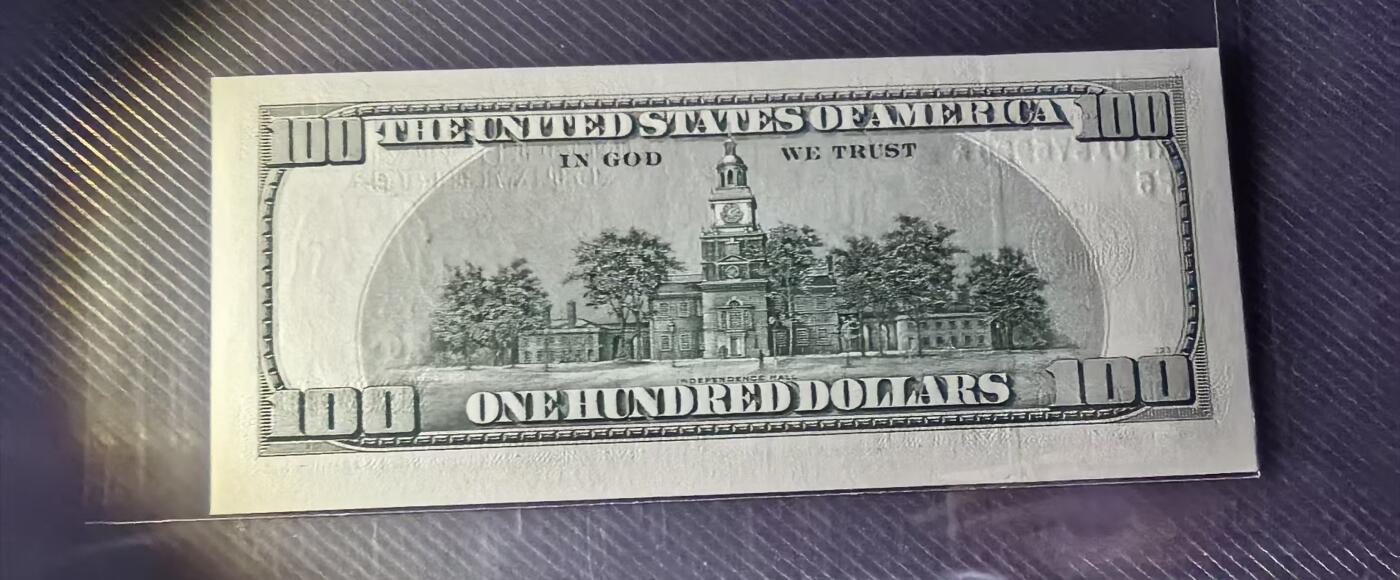 100 THE UNITED STATES OF AMERICA 100
IN GOD WE TRUST
INDEPENDENCE HALL
100 ONE HUNDRED DOLLARS 100